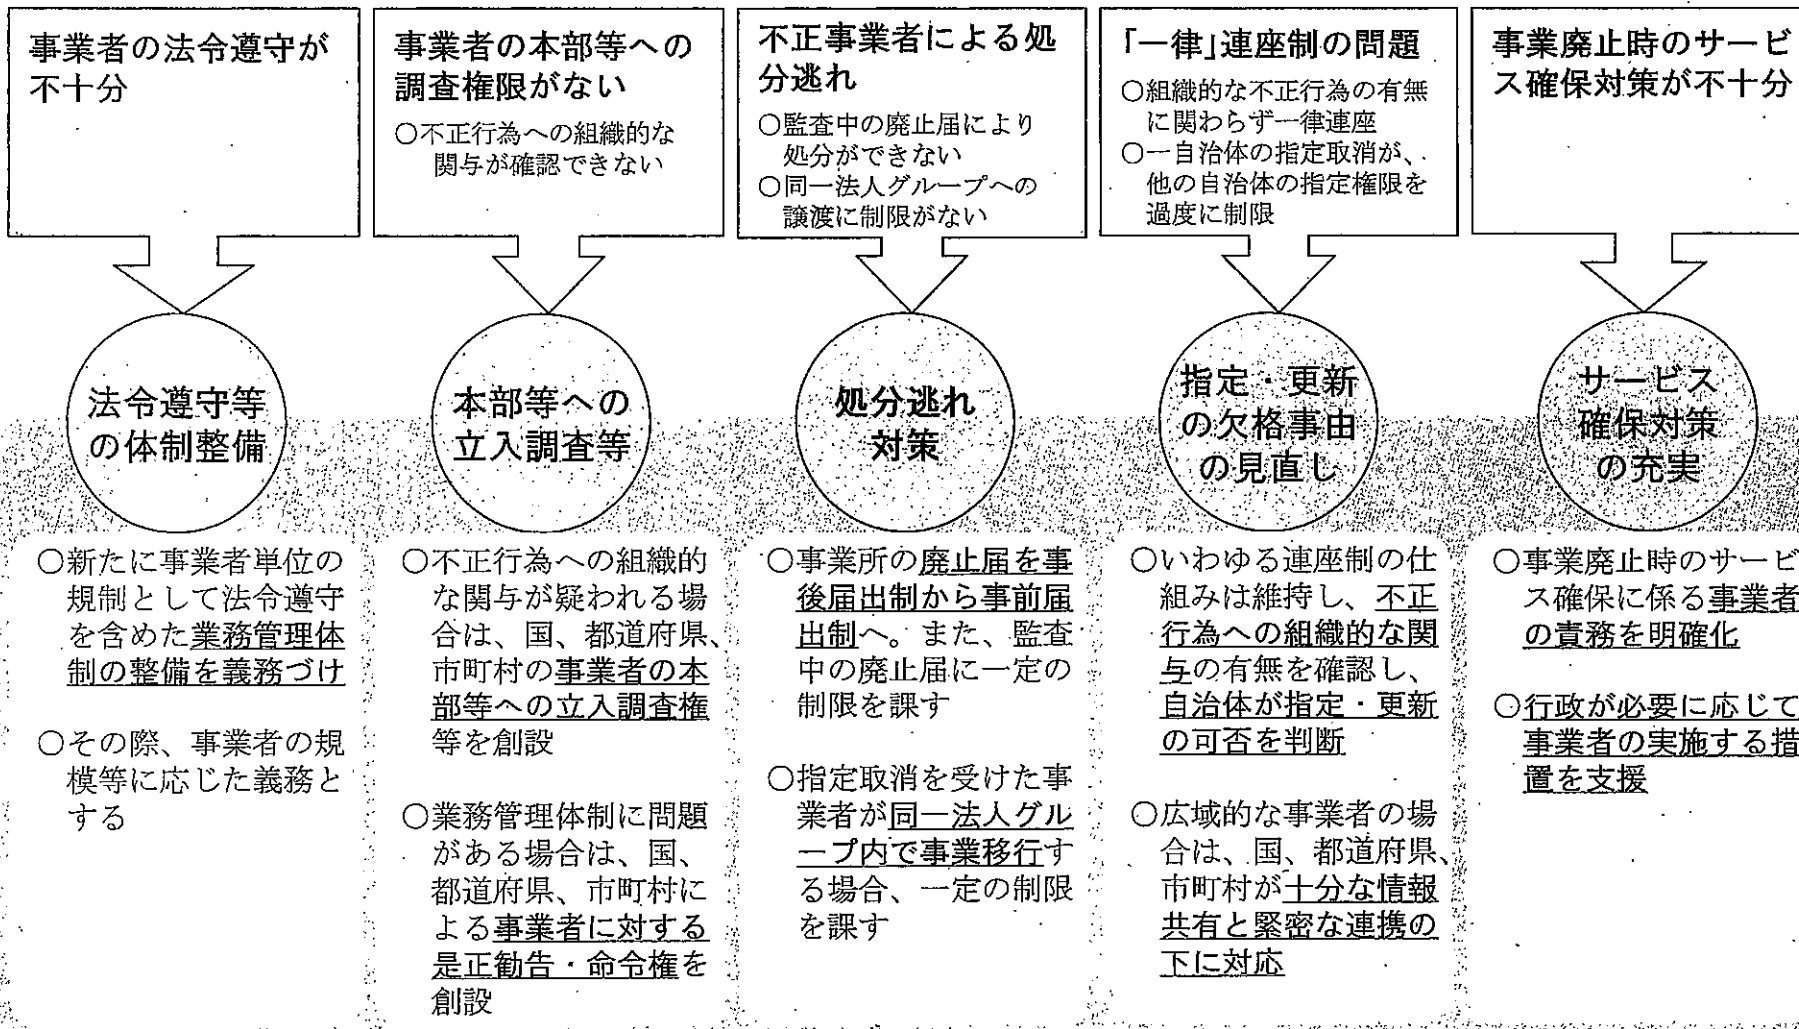 事業者の法令遵守が
不十分
事業者の本部等への
調査権限がない
○不正行為への組織的な
関与が確認できない
不正事業者による処
分逃れ
○監査中の廃止届により
処分ができない
○同一法人グループへの
譲渡に制限がない
「一律」連座制の問題
○組織的な不正行為の有無
に関わらず一律連座
○一自治体の指定取消が、
他の自治体の指定権限を
過度に制限
事業廃止時のサービ
ス確保対策が不十分
法令遵守等
の体制整備
本部等への
立入調査等
処分逃れ
対策
指定・更新
の欠格事由
の見直し
サービス
確保対策
の充実
○新たに事業者単位の
規制として法令遵守
を含めた業務管理体
制の整備を義務づけ
○その際、事業者の規
模等に応じた義務と
する
○不正行為への組織的
な関与が疑われる場
合は、国、都道府県、
市町村の事業者の本
部等への立入調査権
等を創設
○業務管理体制に問題
がある場合は、国、
都道府県、市町村に
よる事業者に対する
是正勧告・命令権を
創設
○事業所の廃止届を事
後届出制から事前届
出制へ。また、監査
中の廃止届に一定の
制限を課す
○指定取消を受けた事
業者が同一法人グル
ープ内で事業移行す
る場合、一定の制限
を課す
○いわゆる連座制の仕
組みは維持し、不正
行為への組織的な関
与の有無を確認し、
自治体が指定・更新
の可否を判断
○広域的な事業者の場
合は、国、都道府県、
市町村が十分な情報
共有と緊密な連携の
下に対応
○事業廃止時のサービ
ス確保に係る事業者
の責務を明確化
○行政が必要に応じて
事業者の実施する措
置を支援